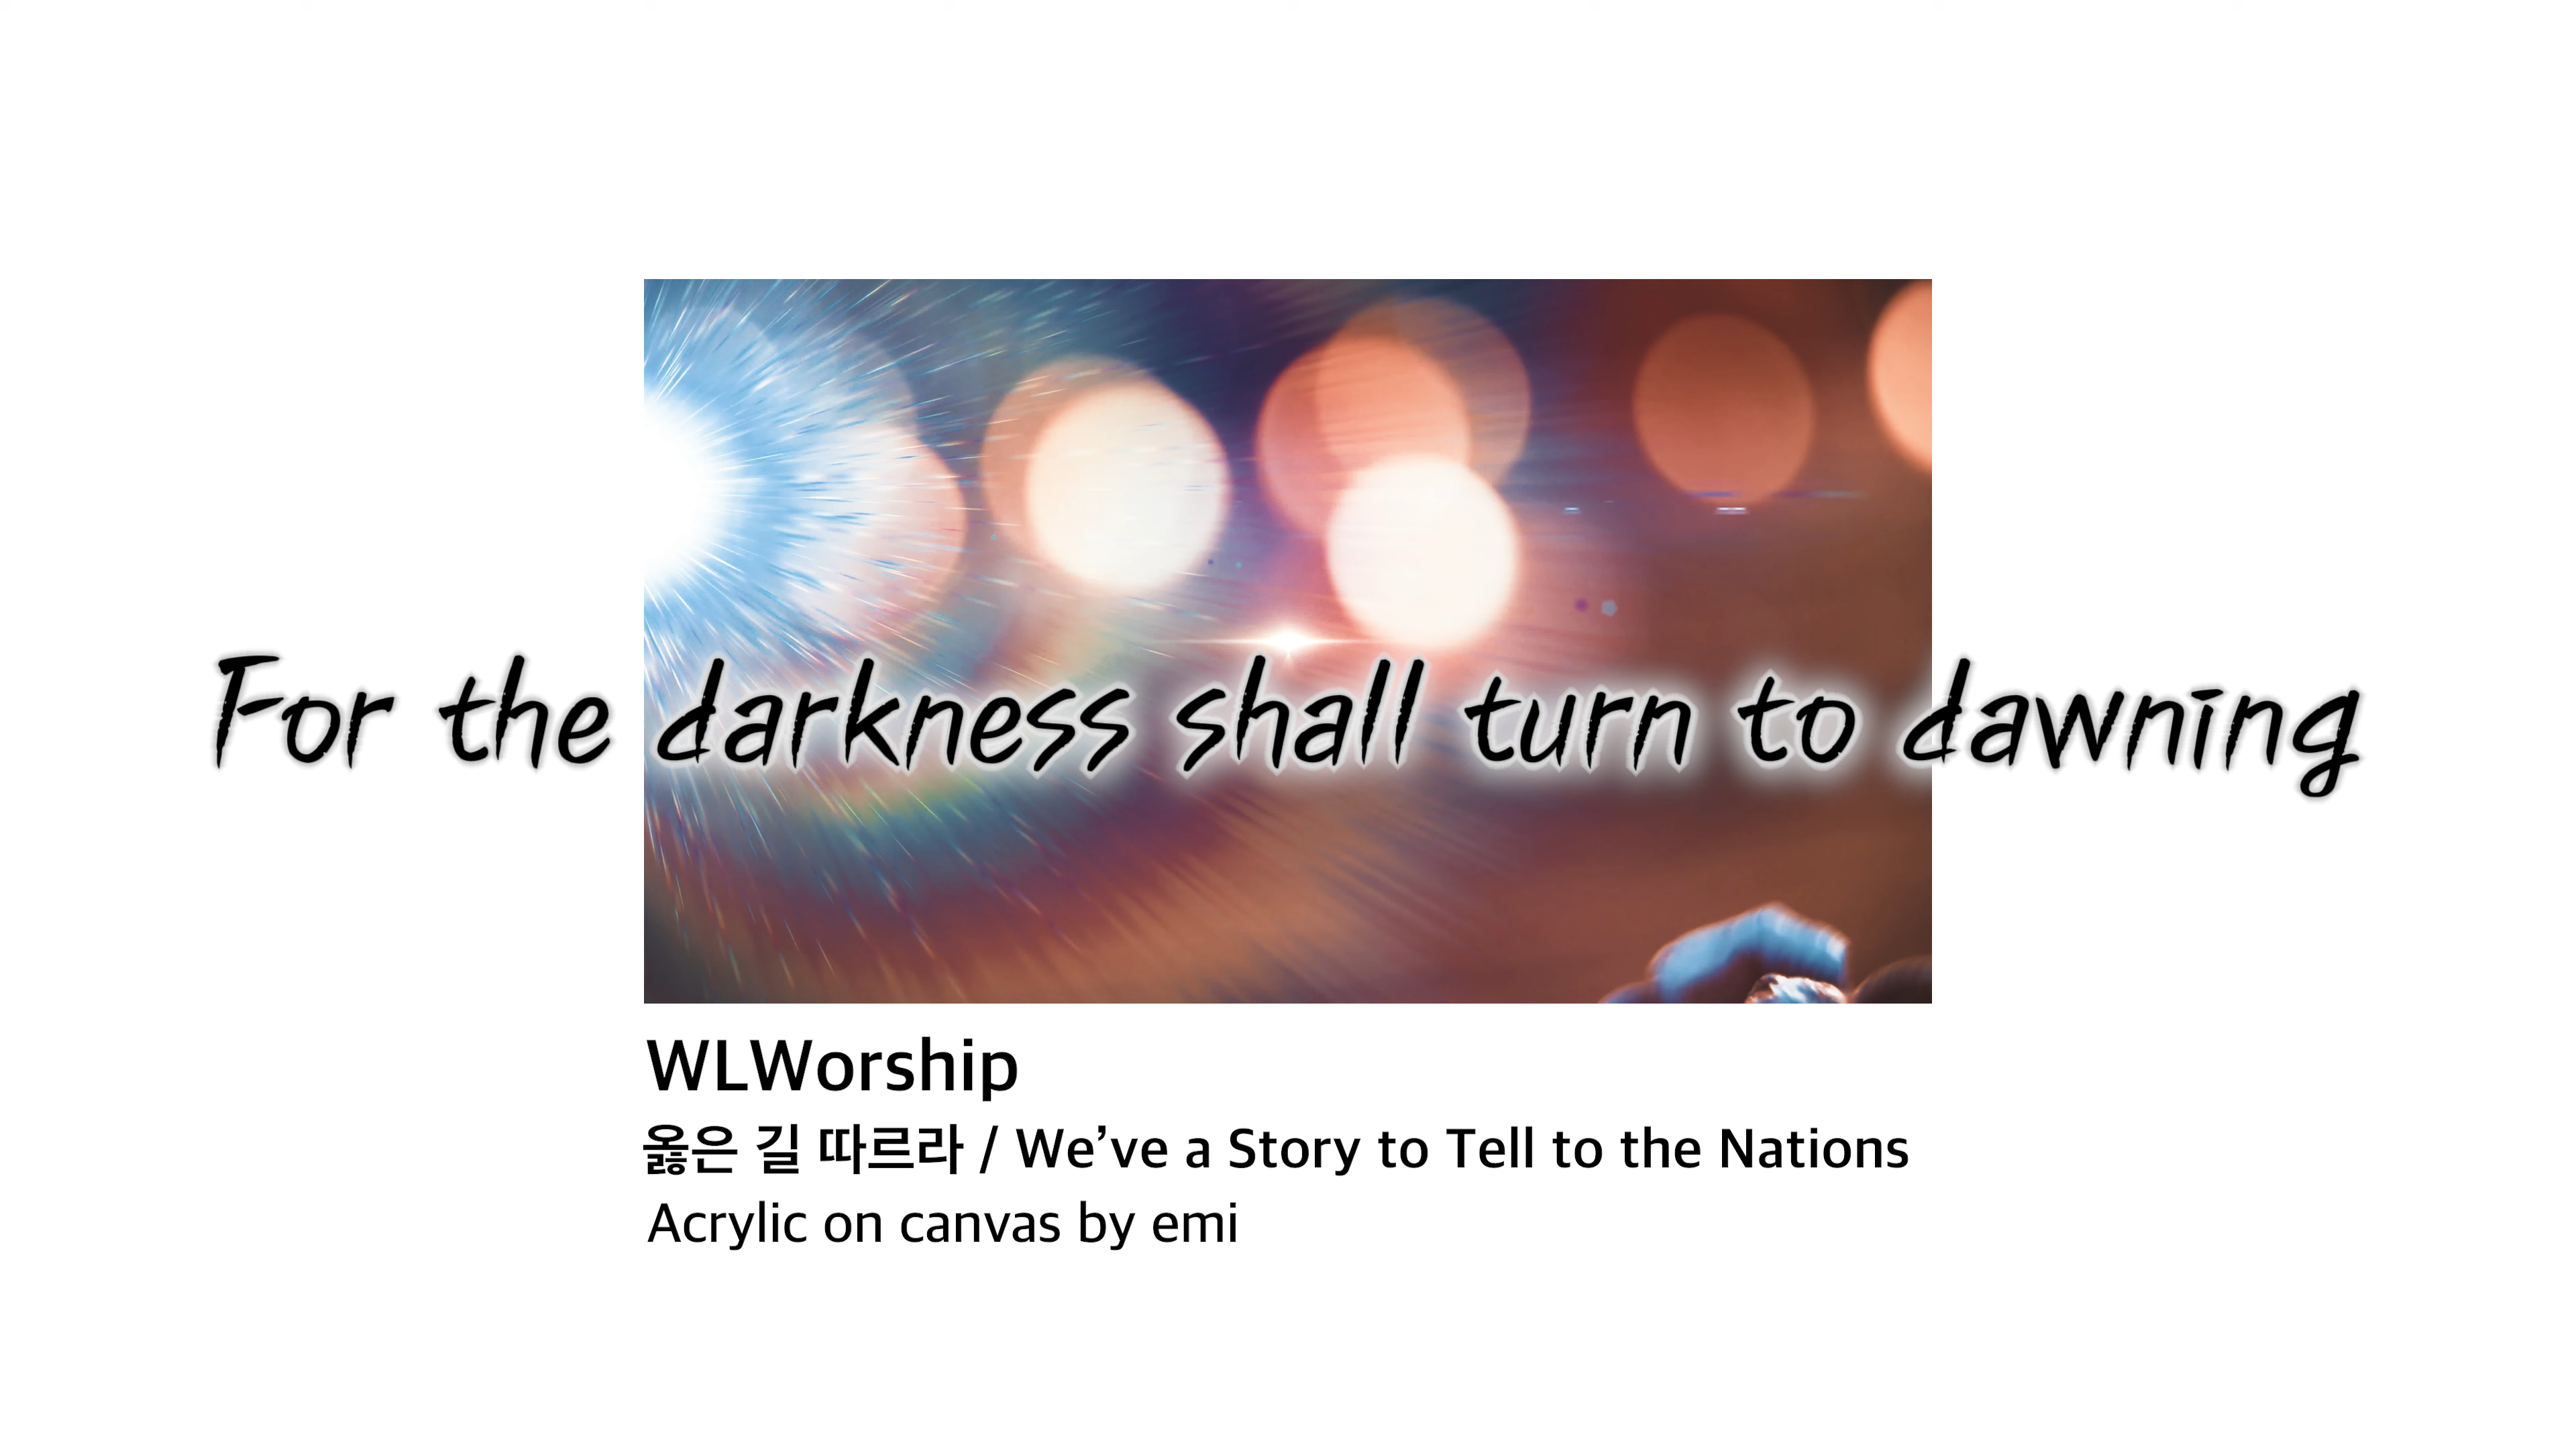 For the darkness shall turn to dawning
WLWorship
옳은 길 따르라 / We’ve a Story to Tell to the Nations
Acrylic on canvas by emi